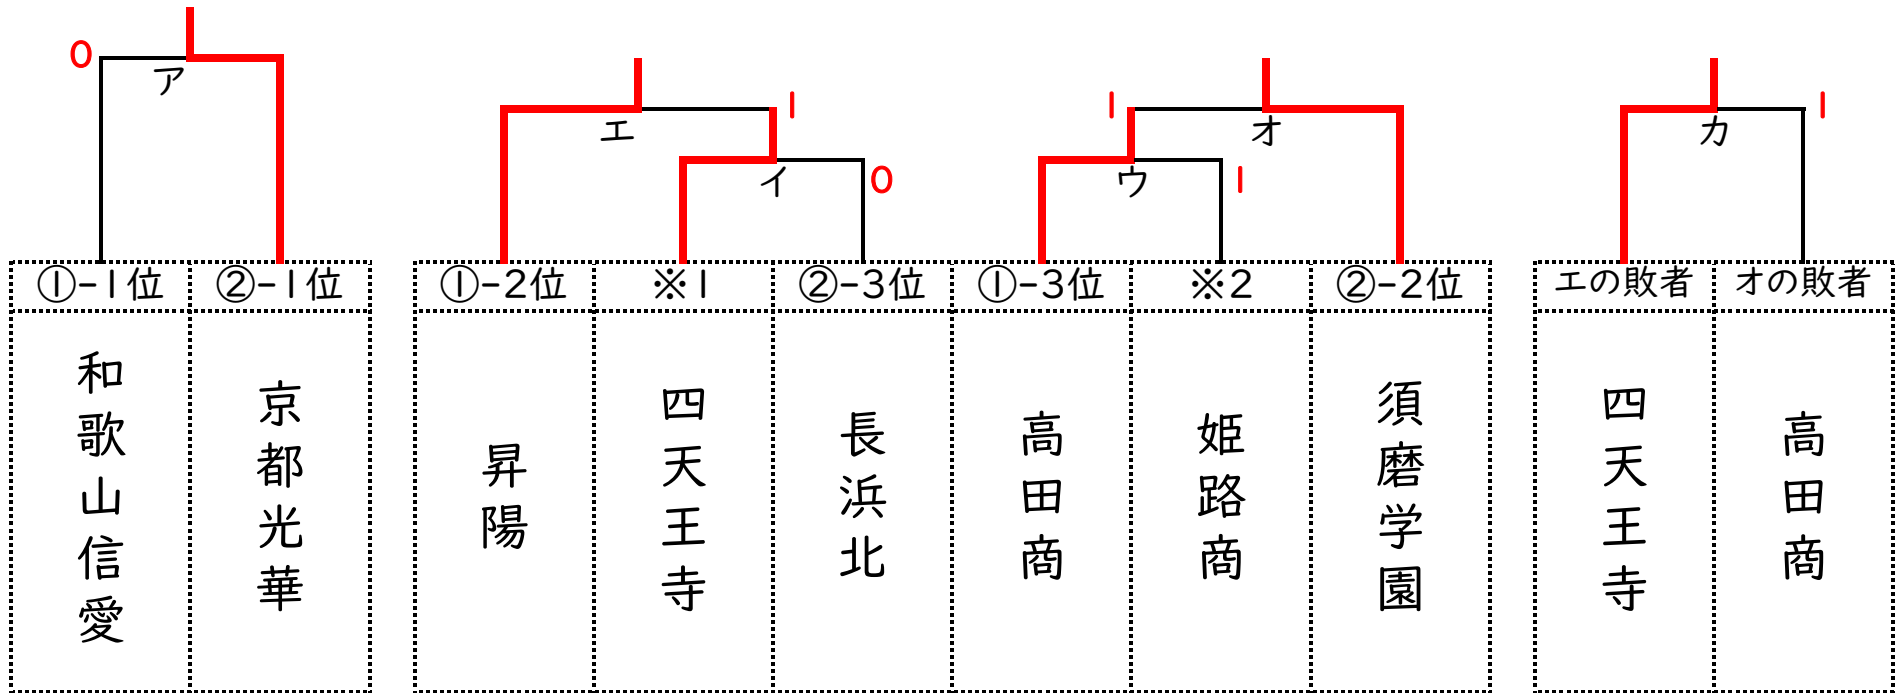 0
ア
エ
1
イ
0
1
オ
ウ
1
カ
1
①-1位
②-1位
①-2位
※1
②-3位
①-3位
※2
②-2位
エの敗者
オの敗者
和歌山信愛
京都光華
昇陽
四天王寺
長浜北
高田商
姫路商
須磨学園
四天王寺
高田商